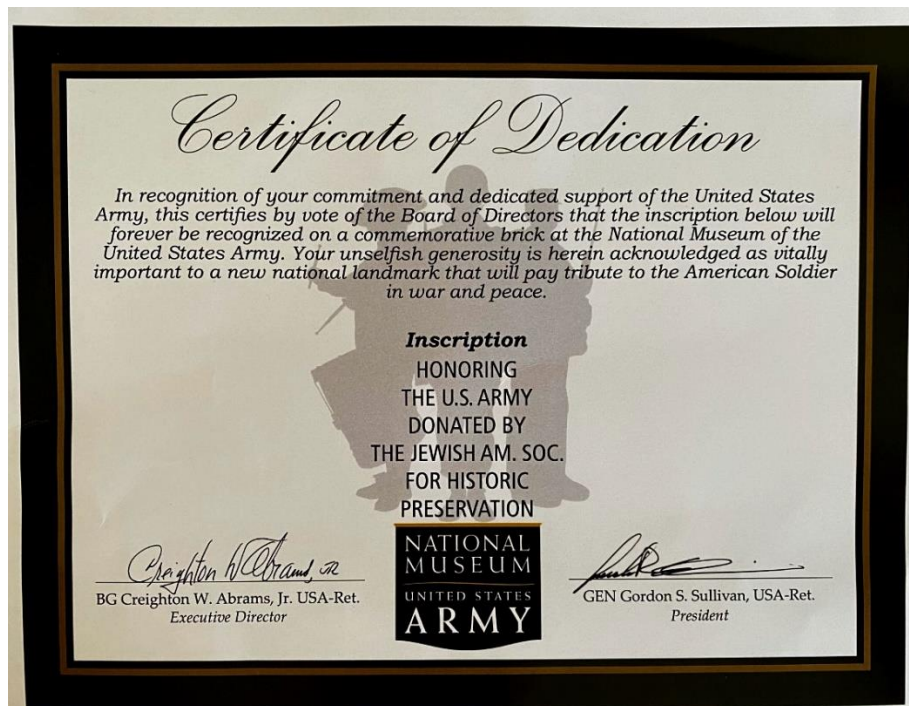 Certificate of Dedication
In recognition of your commitment and dedicated support of the United States
Army, this certifies by vote of the Board of Directors that the inscription below will
forever be recognized on a commemorative brick at the National Museum of the
United States Army. Your unselfish generosity is herein acknowledged as vitally
important to a new national landmark that will pay tribute to the American Soldier
in war and peace.
Inscription
HONORING
THE U.S. ARMY
DONATED BY
THE JEWISH AM. SOC.
FOR HISTORIC
PRESERVATION
NATIONAL
MUSEUM
UNITED STATES
ARMY
Creighton W Abrams, JR
BG Creighton W. Abrams, Jr. USA-Ret.
Executive Director
GEN Gordon S. Sullivan, USA-Ret.
President